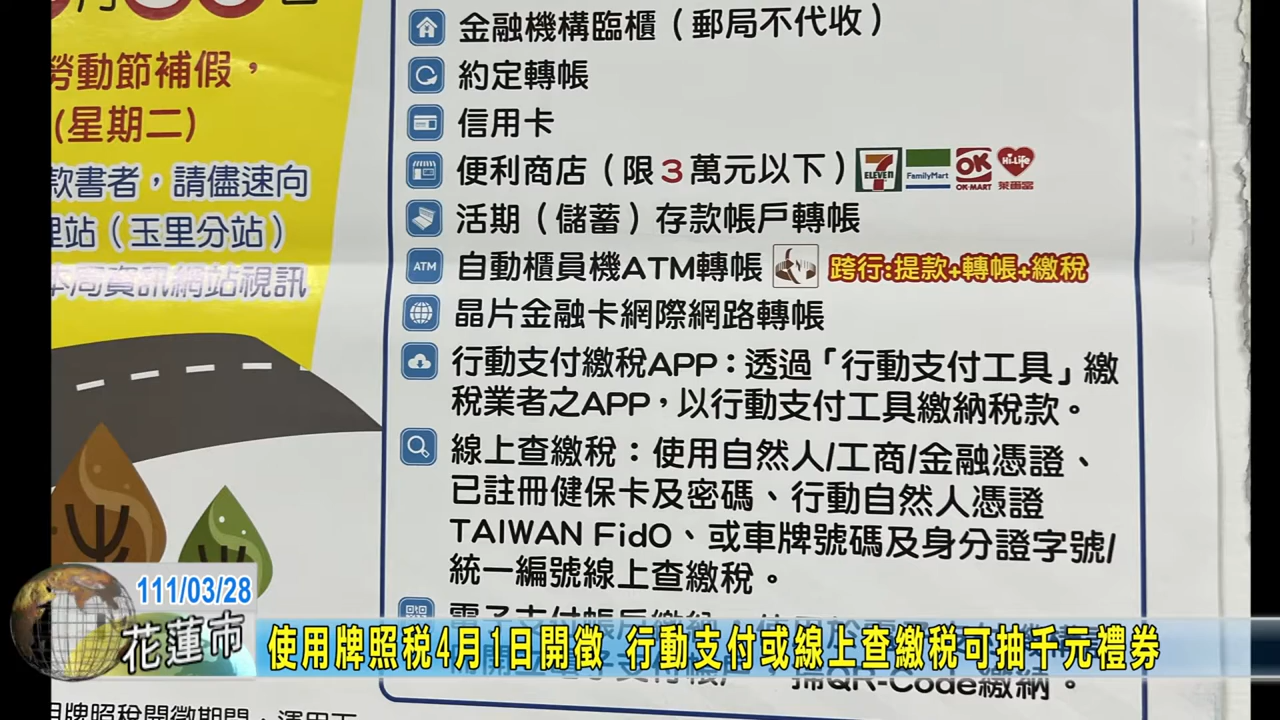 勞動節補假，
(星期二)
款書者，請儘速向
里站（玉里分站）
本局資訊網站視訊
金融機構臨櫃（郵局不代收）
約定轉帳
信用卡
便利商店（限3萬元以下）
7 ELEVEN
FamilyMart
OK
OK·MART
Hi-Life
萊爾富
活期（儲蓄）存款帳戶轉帳
ATM
自動櫃員機ATM轉帳
跨行:提款+轉帳+繳稅
晶片金融卡網際網路轉帳
行動支付繳稅APP：透過「行動支付工具」繳
稅業者之APP，以行動支付工具繳納稅款。
線上查繳稅：使用自然人/工商/金融憑證、
已註冊健保卡及密碼、行動自然人憑證
TAIWAN FidO、或車牌號碼及身分證字號/
統一編號線上查繳稅。
掃QR-Code繳納。
111/03/28
花蓮市
使用牌照稅4月1日開徵 行動支付或線上查繳稅可抽千元禮券